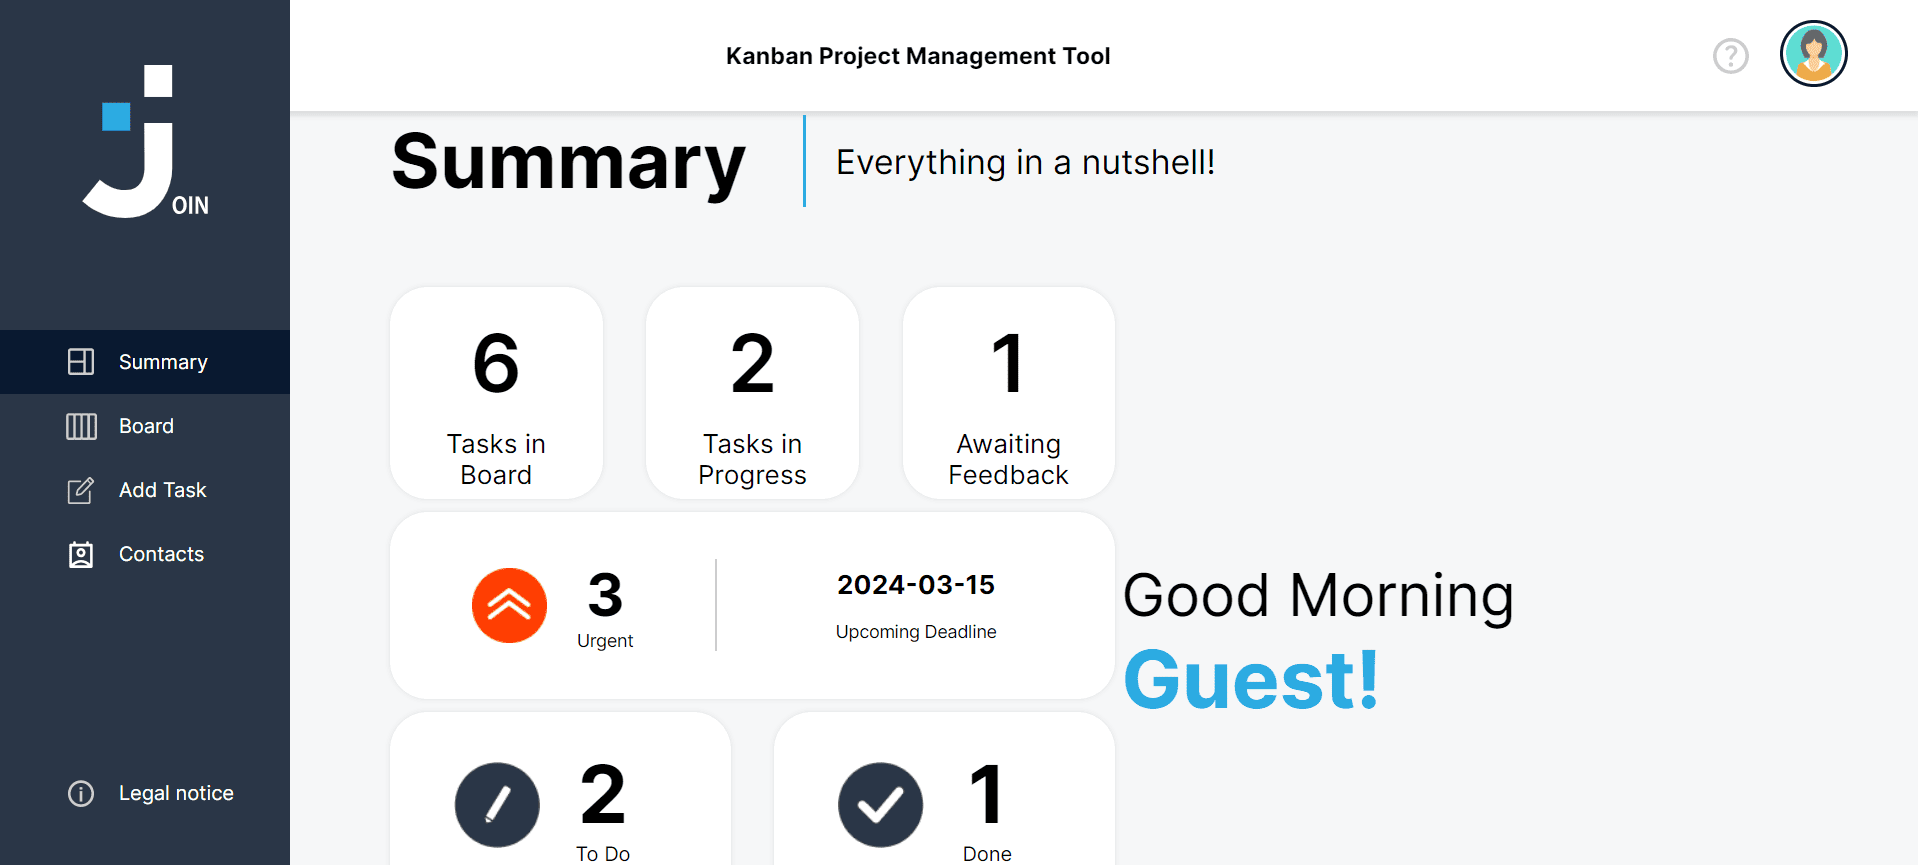 OIN
Summary
Board
Add Task
Contacts
Legal notice
Kanban Project Management Tool
?
Summary
Everything in a nutshell!
6
Tasks in
Board
2
Tasks in
Progress
1
Awaiting
Feedback
3
Urgent
2024-03-15
Upcoming Deadline
2
To Do
1
Done
Good Morning
Guest!